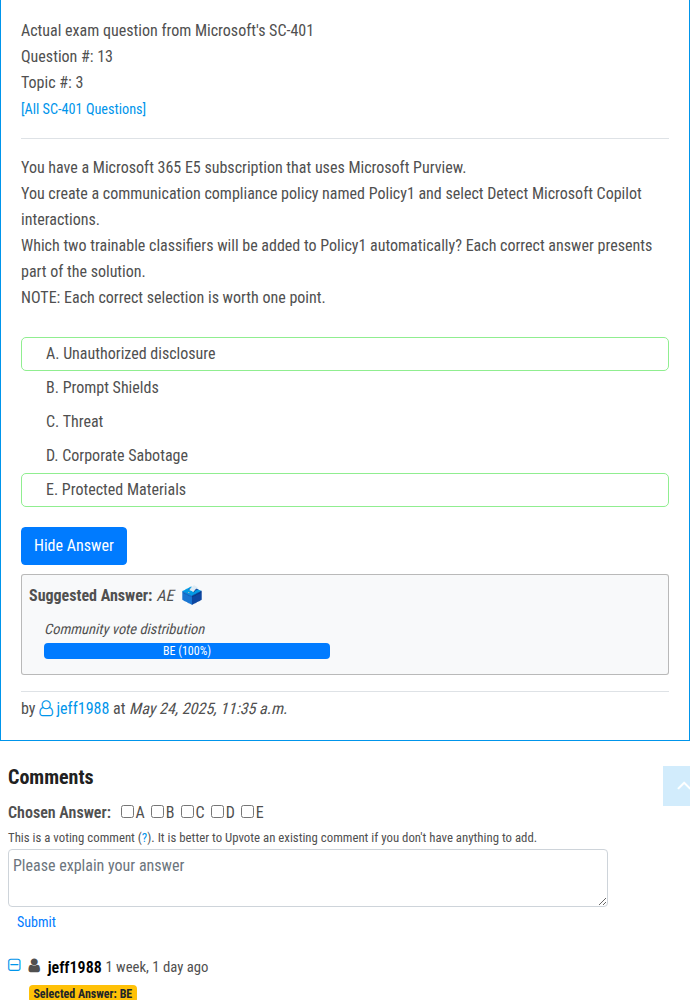 Actual exam question from Microsoft's SC-401
Question #: 13
Topic #: 3
[All SC-401 Questions]
You have a Microsoft 365 E5 subscription that uses Microsoft Purview.
You create a communication compliance policy named Policy1 and select Detect Microsoft Copilot
interactions.
Which two trainable classifiers will be added to Policy1 automatically? Each correct answer presents
part of the solution.
NOTE: Each correct selection is worth one point.
A. Unauthorized disclosure
B. Prompt Shields
C. Threat
D. Corporate Sabotage
E. Protected Materials
Hide Answer
Suggested Answer: AE
Community vote distribution
BE (100%)
by jeff1988 at May 24, 2025, 11:35 a.m.
Comments
Chosen Answer: A B C D E
This is a voting comment (?). It is better to Upvote an existing comment if you don't have anything to add.
Please explain your answer
Submit
jeff1988 1 week, 1 day ago
Selected Answer: BE